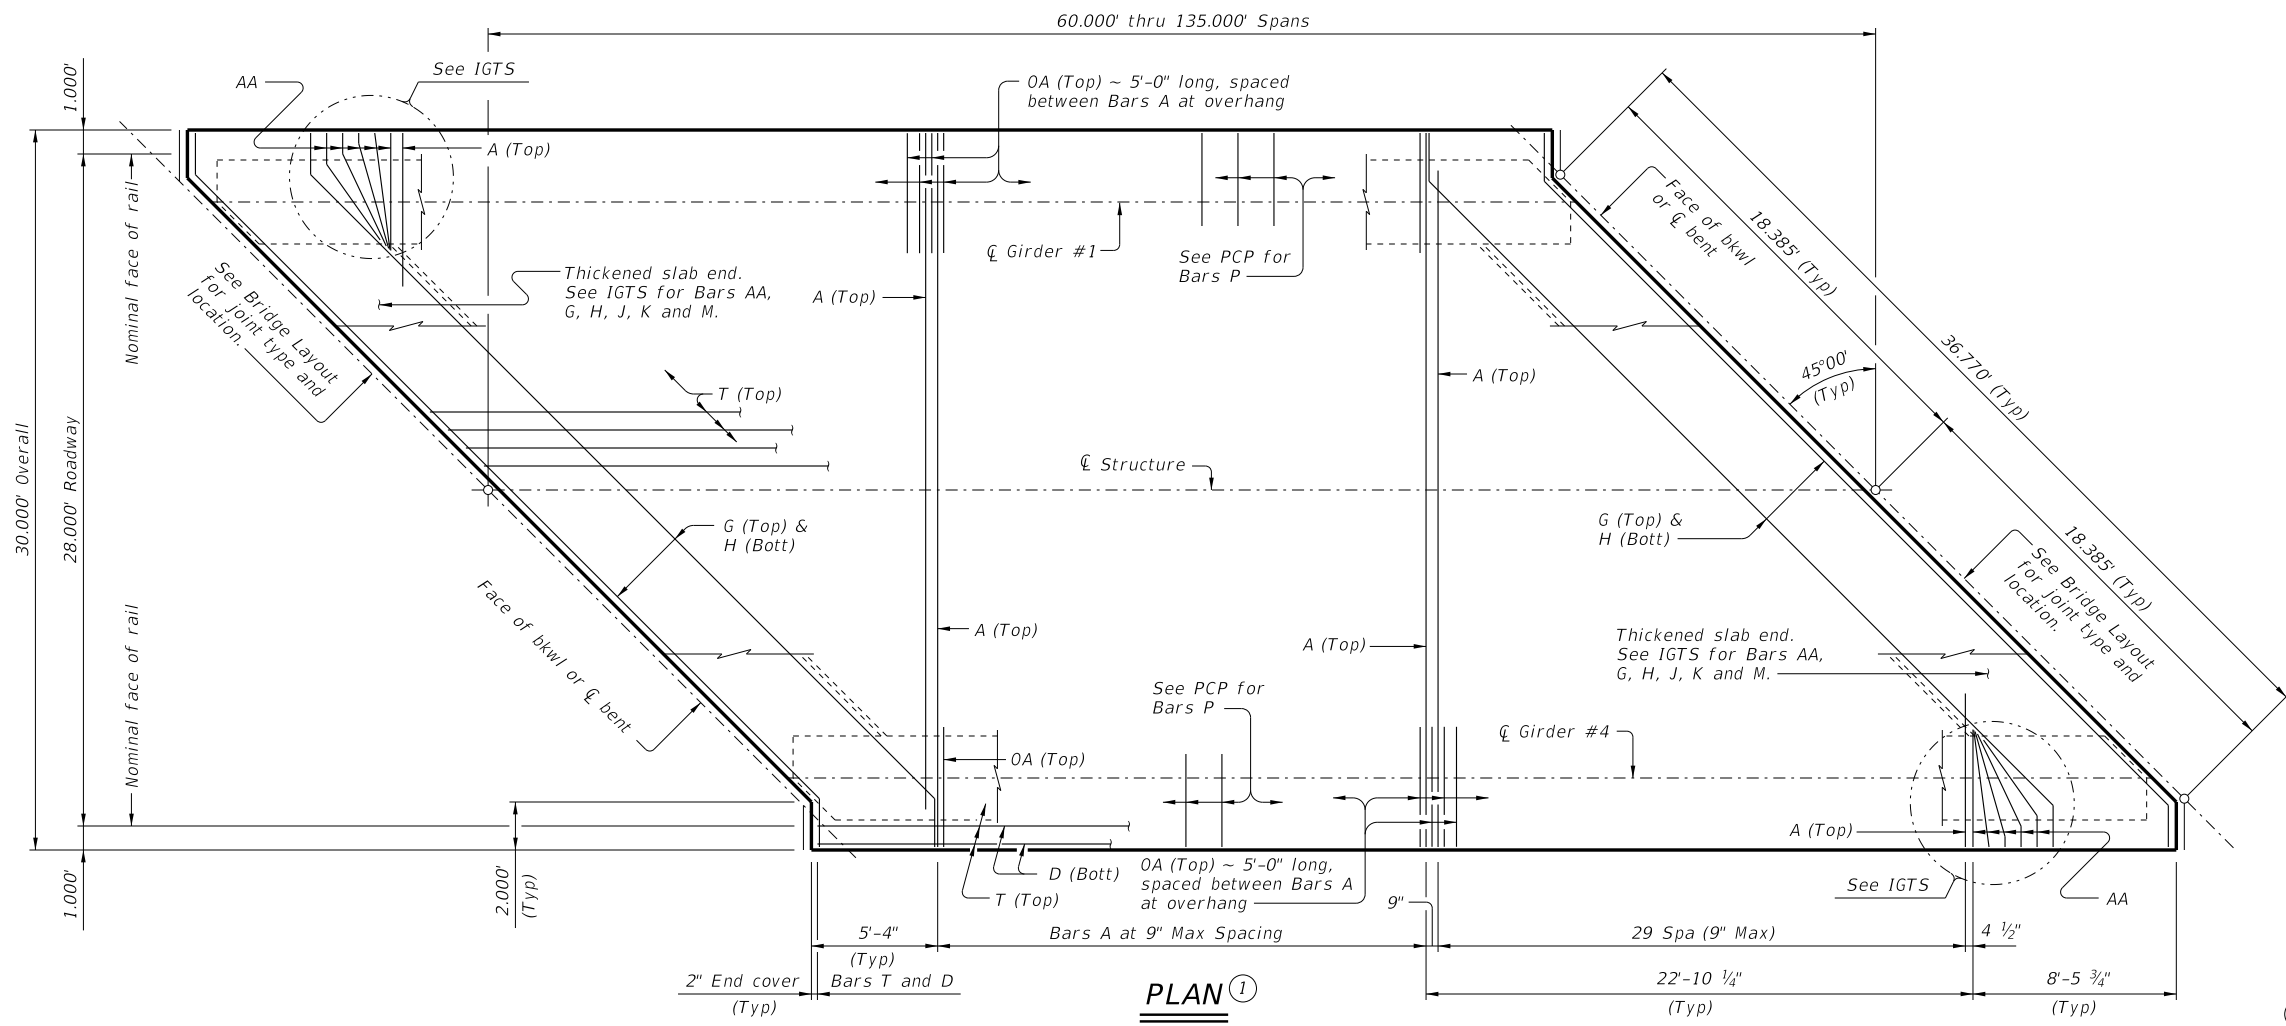 60.000' thru 135.000' Spans
1.000'
AA
See IGTS
OA (Top) ~ 5'-0" long, spaced
between Bars A at overhang
A (Top)
Face of bkwl
or ℄ bent
18.385' (Typ)
36.770' (Typ)
Nominal face of rail
℄ Girder #1
See PCP for
Bars P
See Bridge Layout
for joint type and
location.
Thickened slab end.
See IGTS for Bars AA,
G, H, J, K and M.
A (Top)
45°00'
(Typ)
A (Top)
T (Top)
30.000' Overall
28.000' Roadway
℄ Structure
G (Top) &
H (Bott)
G (Top) &
H (Bott)
18.385' (Typ)
See Bridge Layout
for joint type and
location.
Face of bkwl or ℄ bent
Nominal face of rail
A (Top)
A (Top)
Thickened slab end.
See IGTS for Bars AA,
G, H, J, K and M.
See PCP for
Bars P
℄ Girder #4
OA (Top)
A (Top)
1.000'
2.000'
(Typ)
D (Bott)
T (Top)
OA (Top) ~ 5'-0" long,
spaced between Bars A
at overhang
9"
See IGTS
AA
5'-4"
(Typ)
Bars A at 9" Max Spacing
29 Spa (9" Max)
4 ½"
2" End cover
(Typ)
Bars T and D
22'-10 ¼"
(Typ)
8'-5 ¾"
(Typ)
PLAN 1
(